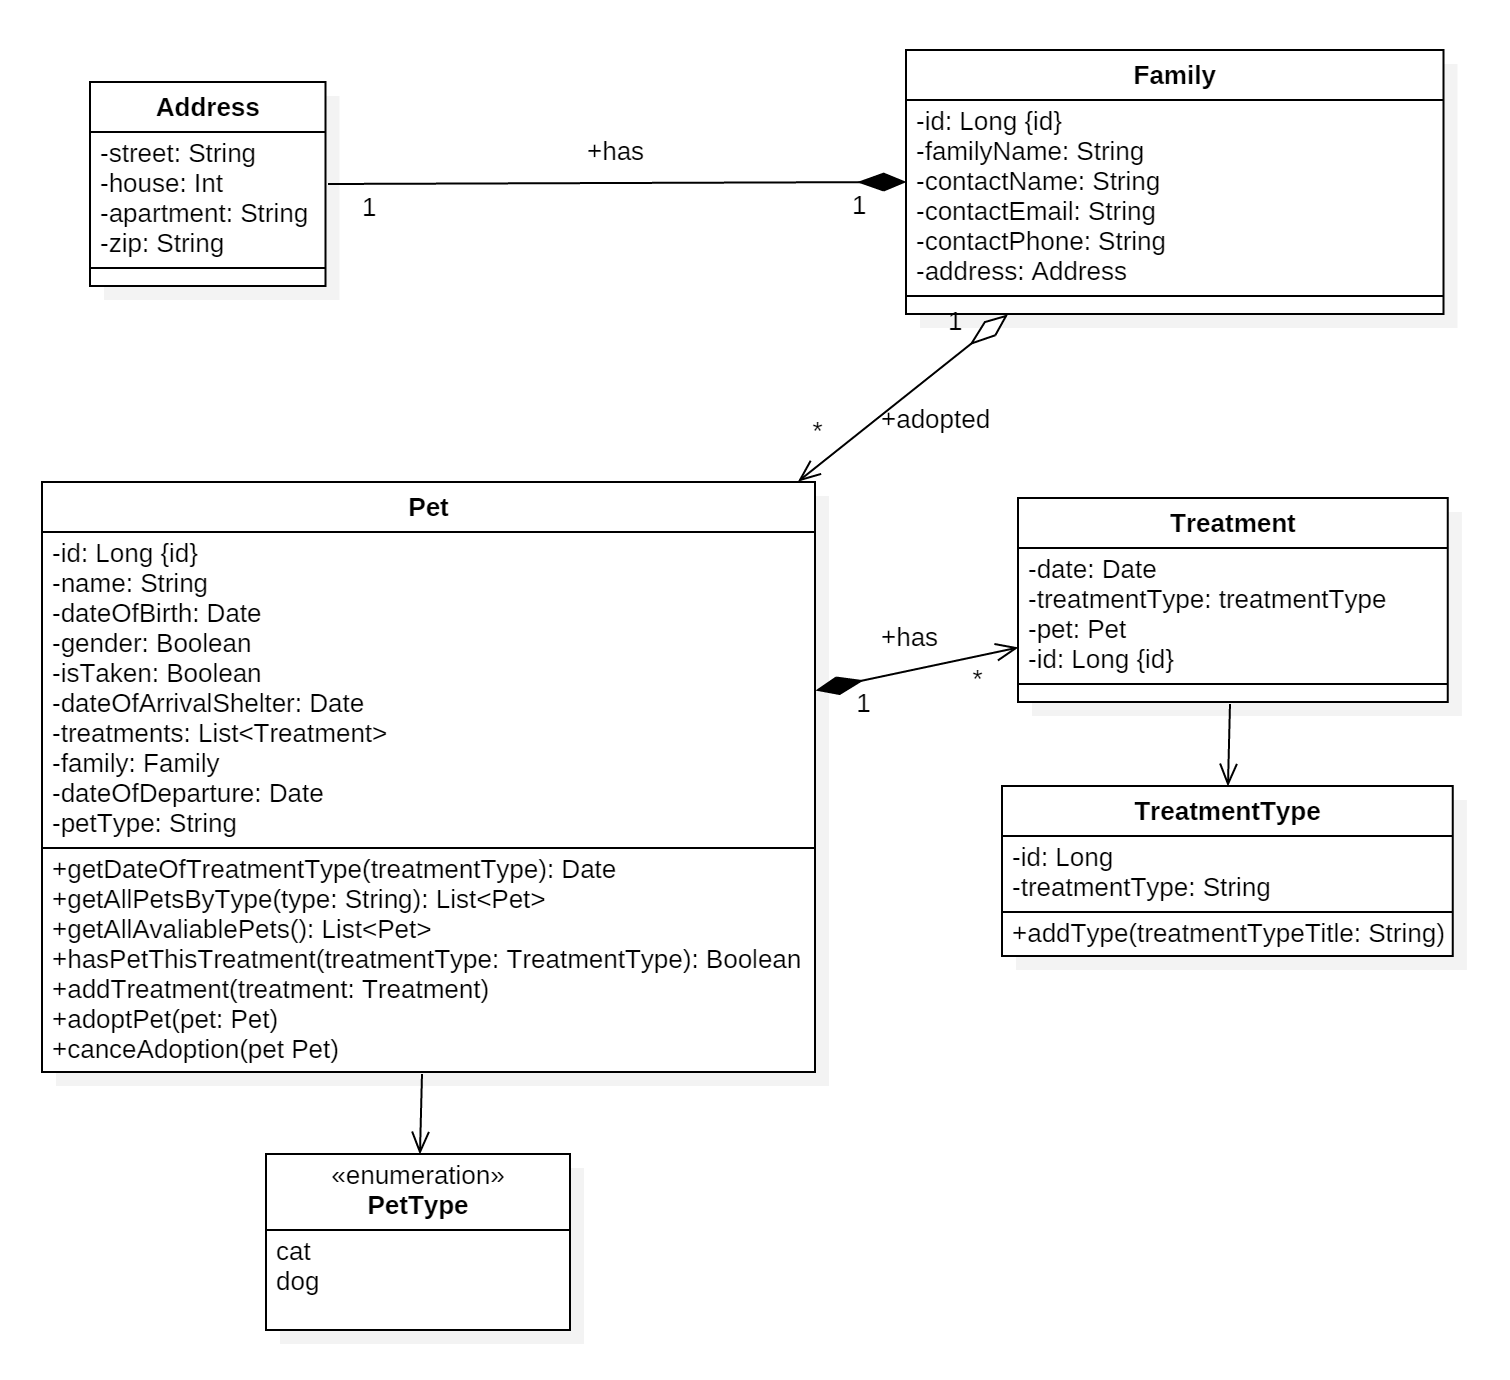 Address
-street: String
-house: Int
-apartment: String
-zip: String
+has
1
1
Family
-id: Long {id}
-familyName: String
-contactName: String
-contactEmail: String
-contactPhone: String
-address: Address
1
+adopted
*
Pet
-id: Long {id}
-name: String
-dateOfBirth: Date
-gender: Boolean
-isTaken: Boolean
-dateOfArrivalShelter: Date
-treatments: List<Treatment>
-family: Family
-dateOfDeparture: Date
-petType: String
+getDateOfTreatmentType(treatmentType): Date
+getAllPetsByType(type: String): List<Pet>
+getAllAvaliablePets(): List<Pet>
+hasPetThisTreatment(treatmentType: TreatmentType): Boolean
+addTreatment(treatment: Treatment)
+adoptPet(pet: Pet)
+canceAdoption(pet Pet)
+has
1
*
Treatment
-date: Date
-treatmentType: treatmentType
-pet: Pet
-id: Long {id}
TreatmentType
-id: Long
-treatmentType: String
+addType(treatmentTypeTitle: String)
«enumeration»
PetType
cat
dog